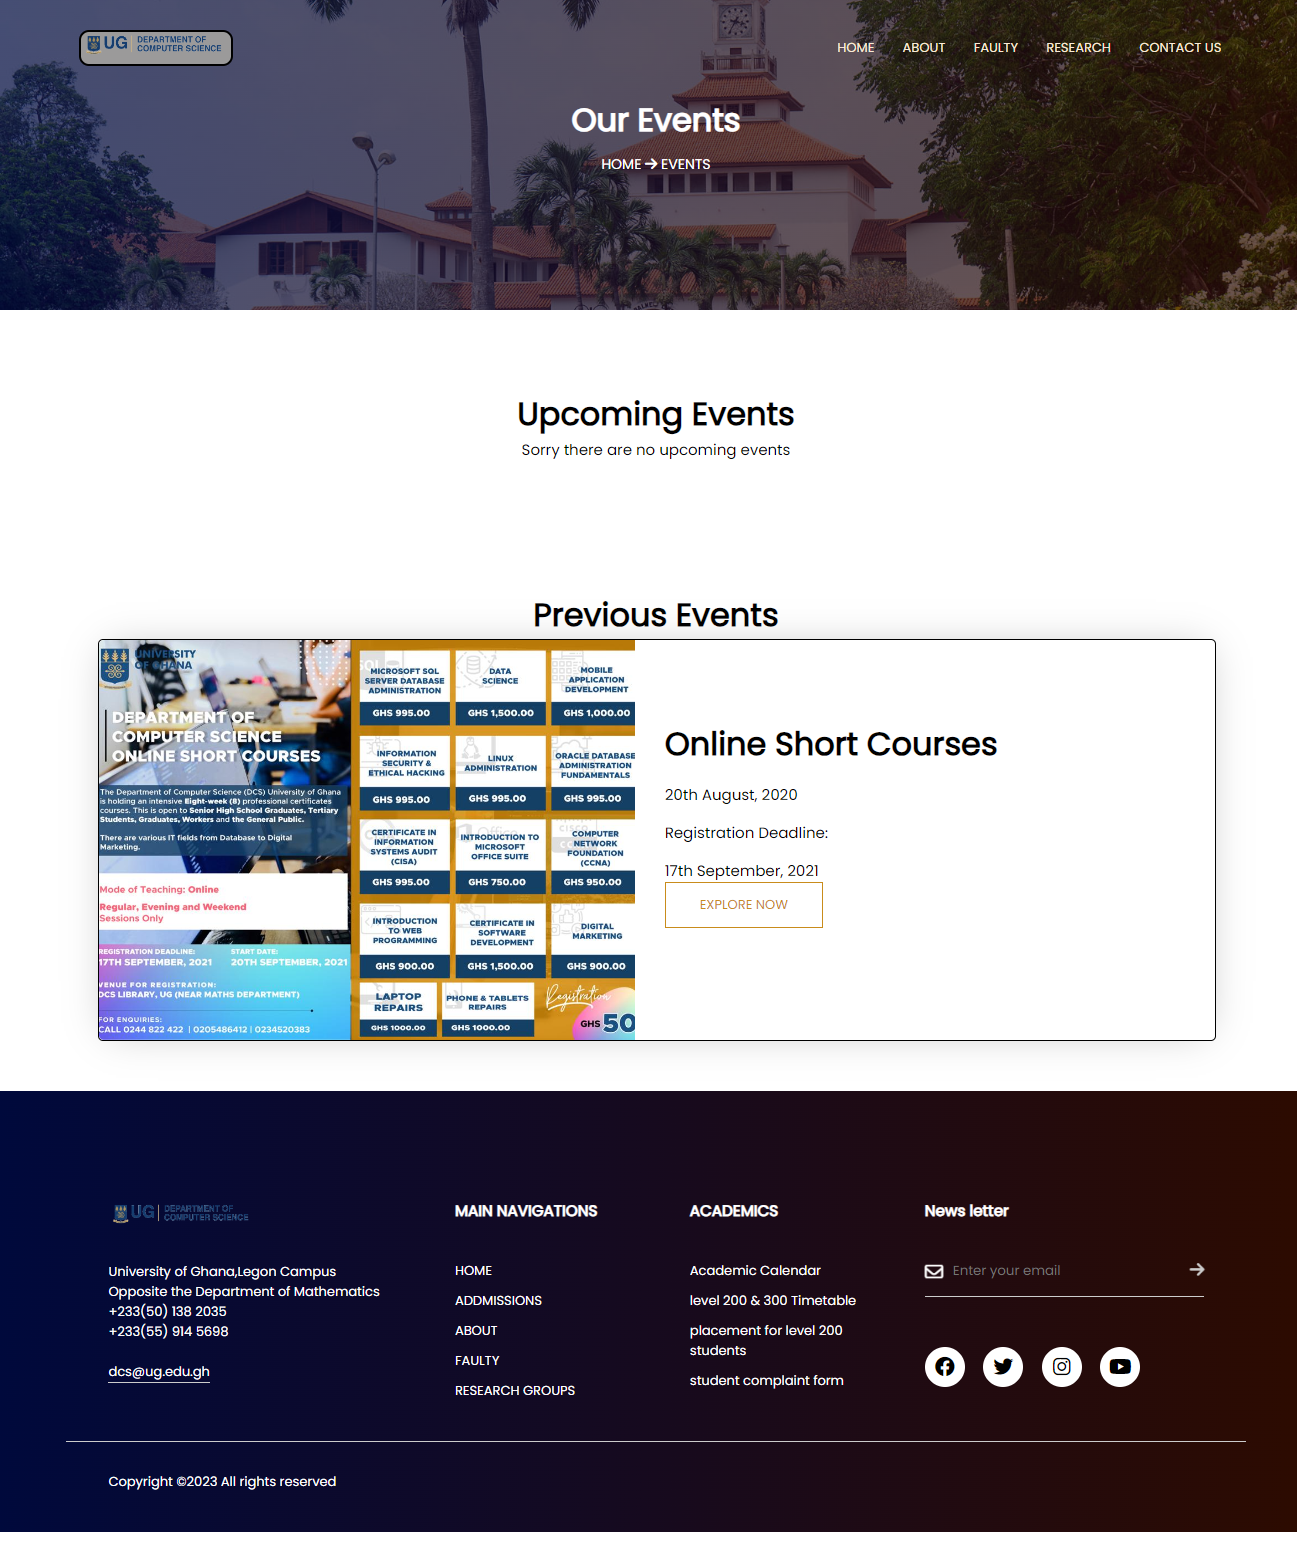 UG DEPARTMENT OF
COMPUTER SCIENCE
HOME ABOUT FAULTY RESEARCH CONTACT US
Our Events
HOME → EVENTS
Upcoming Events
Sorry there are no upcoming events
Previous Events
UNIVERSITY
OF GHANA
DEPARTMENT OF
COMPUTER SCIENCE
ONLINE SHORT COURSES
The Department of Computer Science (DCS) University of Ghana
is holding an intensive Eight-week (8) professional certificates
courses. This is open to Senior High School Graduates, Tertiary
Students, Graduates, Workers and the General Public.
There are various IT fields from Database to Digital
Marketing.
Mode of Teaching: Online
Regular, Evening and Weekend
Sessions Only
REGISTRATION DEADLINE: START DATE:
17TH SEPTEMBER, 2021 20TH SEPTEMBER, 2021
VENUE FOR REGISTRATION:
DCS LIBRARY, UG (NEAR MATHS DEPARTMENT)
FOR ENQUIRIES:
CALL 0244 822 422 | 0205486412 | 0234520383
MICROSOFT SQL
SERVER DATABASE
ADMINISTRATION
GHS 995.00
DATA
SCIENCE
GHS 1,500.00
MOBILE
APPLICATION
DEVELOPMENT
GHS 1,000.00
INFORMATION
SECURITY &
ETHICAL HACKING
GHS 995.00
LINUX
ADMINISTRATION
GHS 995.00
ORACLE DATABASE
ADMINISTRATION
FUNDAMENTALS
GHS 995.00
CERTIFICATE IN
INFORMATION
SYSTEMS AUDIT
(CISA)
GHS 995.00
INTRODUCTION TO
MICROSOFT
OFFICE SUITE
GHS 750.00
COMPUTER
NETWORK
FOUNDATION
(CCNA)
GHS 950.00
INTRODUCTION
TO WEB
PROGRAMMING
GHS 900.00
CERTIFICATE IN
SOFTWARE
DEVELOPMENT
GHS 1,500.00
DIGITAL
MARKETING
GHS 900.00
LAPTOP
REPAIRS
GHS 1000.00
PHONE & TABLETS
REPAIRS
GHS 1000.00
Registration
GHS 50
Online Short Courses
20th August, 2020
Registration Deadline:
17th September, 2021
EXPLORE NOW
UG DEPARTMENT OF
COMPUTER SCIENCE
University of Ghana,Legon Campus
Opposite the Department of Mathematics
+233(50) 138 2035
+233(55) 914 5698
dcs@ug.edu.gh
MAIN NAVIGATIONS
HOME
ADDMISSIONS
ABOUT
FAULTY
RESEARCH GROUPS
ACADEMICS
Academic Calendar
level 200 & 300 Timetable
placement for level 200
students
student complaint form
News letter
Enter your email
Copyright ©2023 All rights reserved